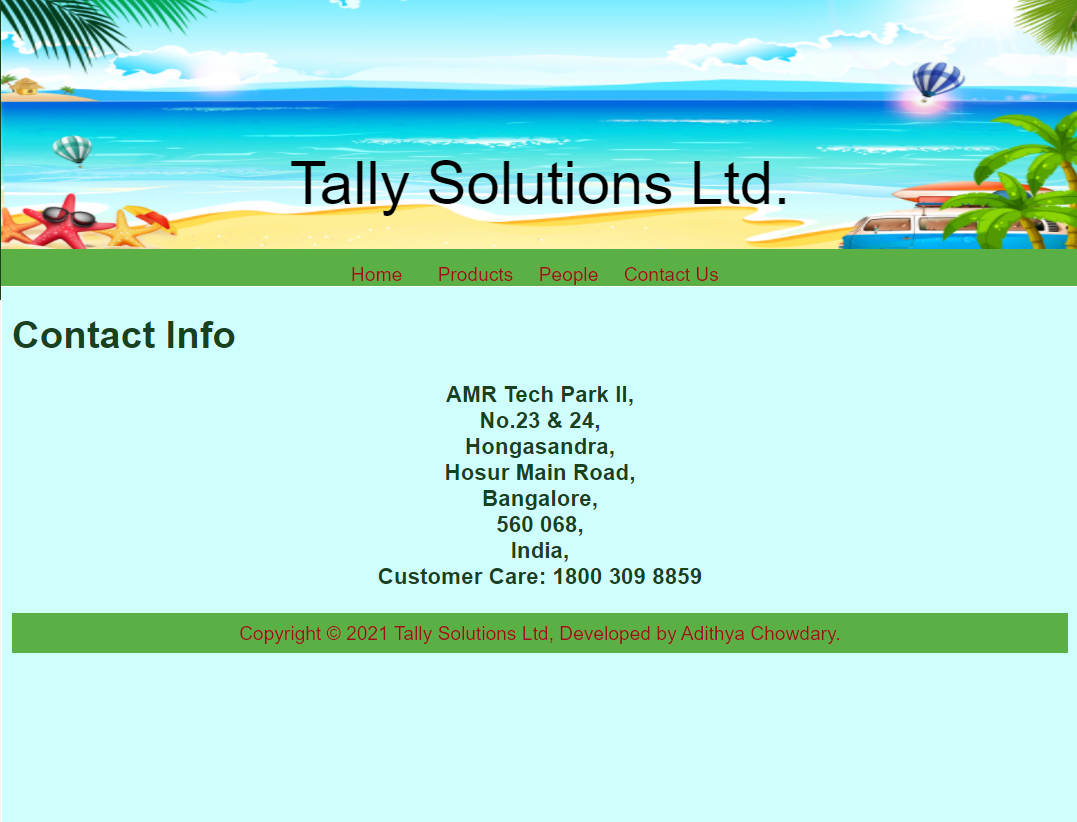 Tally Solutions Ltd.
Home Products People Contact Us
Contact Info
AMR Tech Park II,
No.23 & 24,
Hongasandra,
Hosur Main Road,
Bangalore,
560 068,
India,
Customer Care: 1800 309 8859
Copyright © 2021 Tally Solutions Ltd, Developed by Adithya Chowdary.